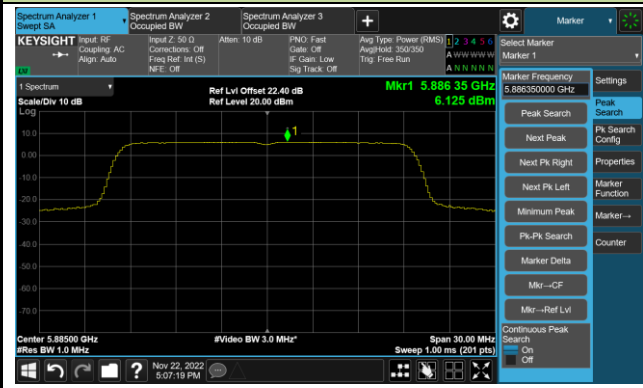 Spectrum Analyzer 1
Swept SA
Spectrum Analyzer 2
Occupied BW
Spectrum Analyzer 3
Occupied BW
Marker
KEYSIGHT
Input: RF
Coupling: AC
Align: Auto
Input Z: 50 Ω
Corrections: Off
Freq Ref: Int (S)
NFE: Off
Atten: 10 dB
PNO: Fast
Gate: Off
IF Gain: Low
Sig Track: Off
Avg Type: Power (RMS)
Avg|Hold: 350/350
Trig: Free Run
1 2 3 4 5 6
A W W W W W
A N N N N N
LXI
Select Marker
Marker 1
1 Spectrum
Scale/Div 10 dB
Log
Ref Lvl Offset 22.40 dB
Ref Level 20.00 dBm
Mkr1 5.886 35 GHz
6.125 dBm
1
10.0
0.00
-10.0
-20.0
-30.0
-40.0
-50.0
-60.0
-70.0
Center 5.88500 GHz
#Res BW 1.0 MHz
#Video BW 3.0 MHz*
Span 30.00 MHz
Sweep 1.00 ms (201 pts)
Marker Frequency
5.886350000 GHz
Peak Search
Next Peak
Next Pk Right
Next Pk Left
Minimum Peak
Pk-Pk Search
Marker Delta
Mkr→CF
Mkr→Ref Lvl
Continuous Peak
Search
On
Off
Settings
Peak
Search
Pk Search
Config
Properties
Marker
Function
Marker→
Counter
Nov 22, 2022
5:07:19 PM